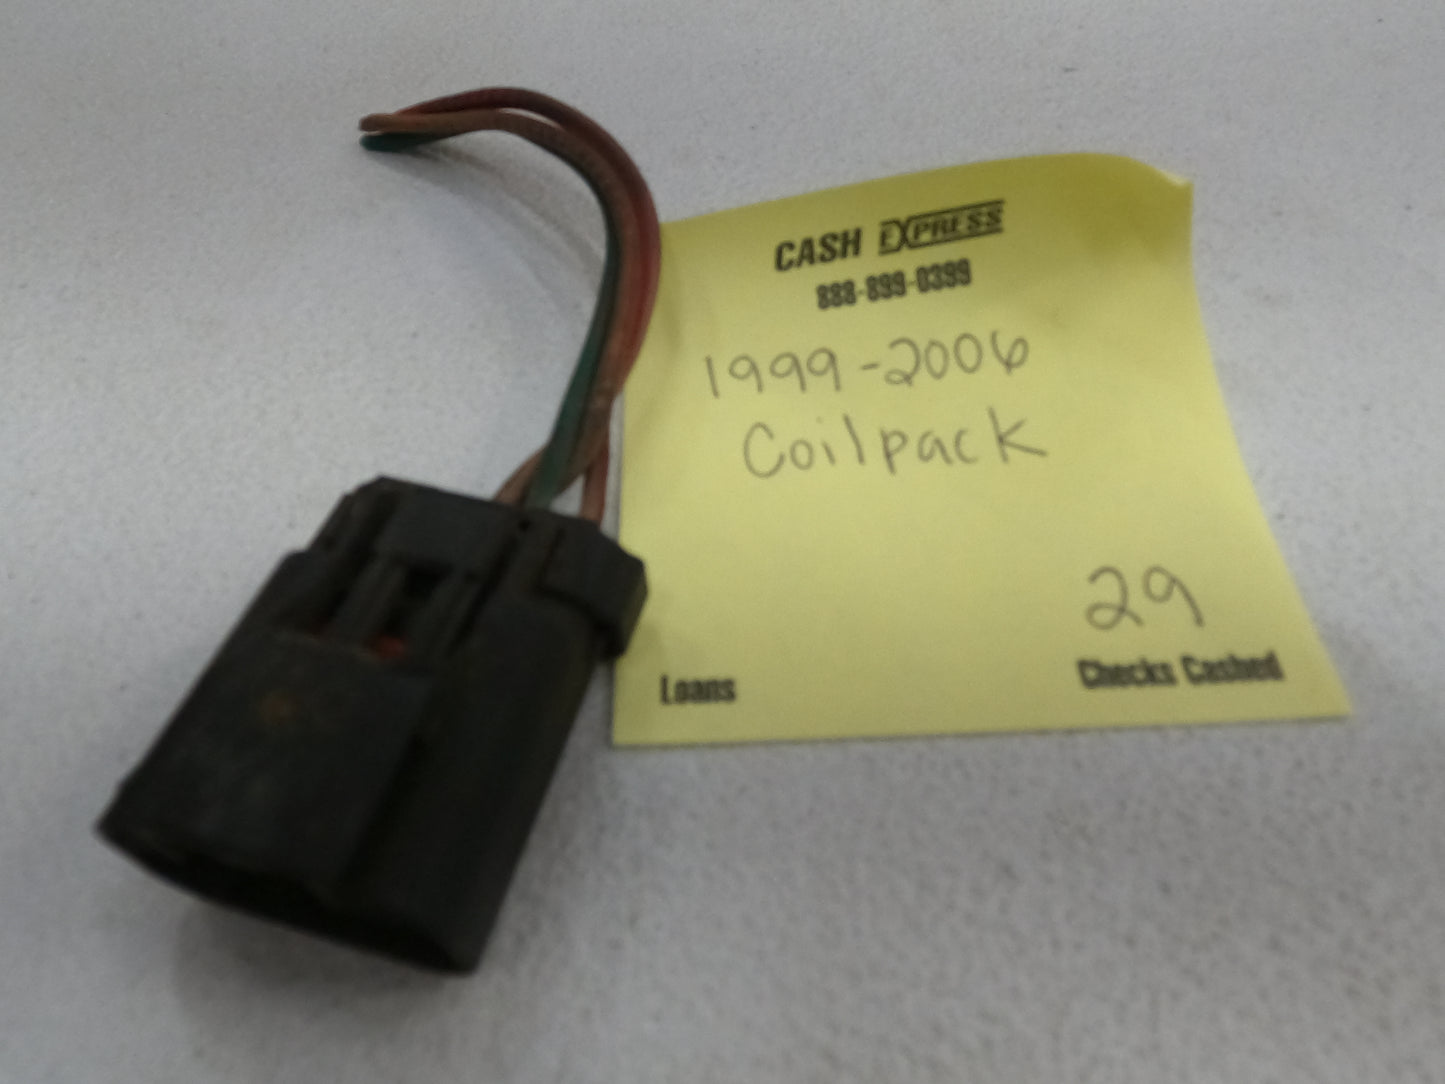 CASH EXPRESS
888-899-0399
1999-2006
Coilpack
29
Loans Checks Cashed